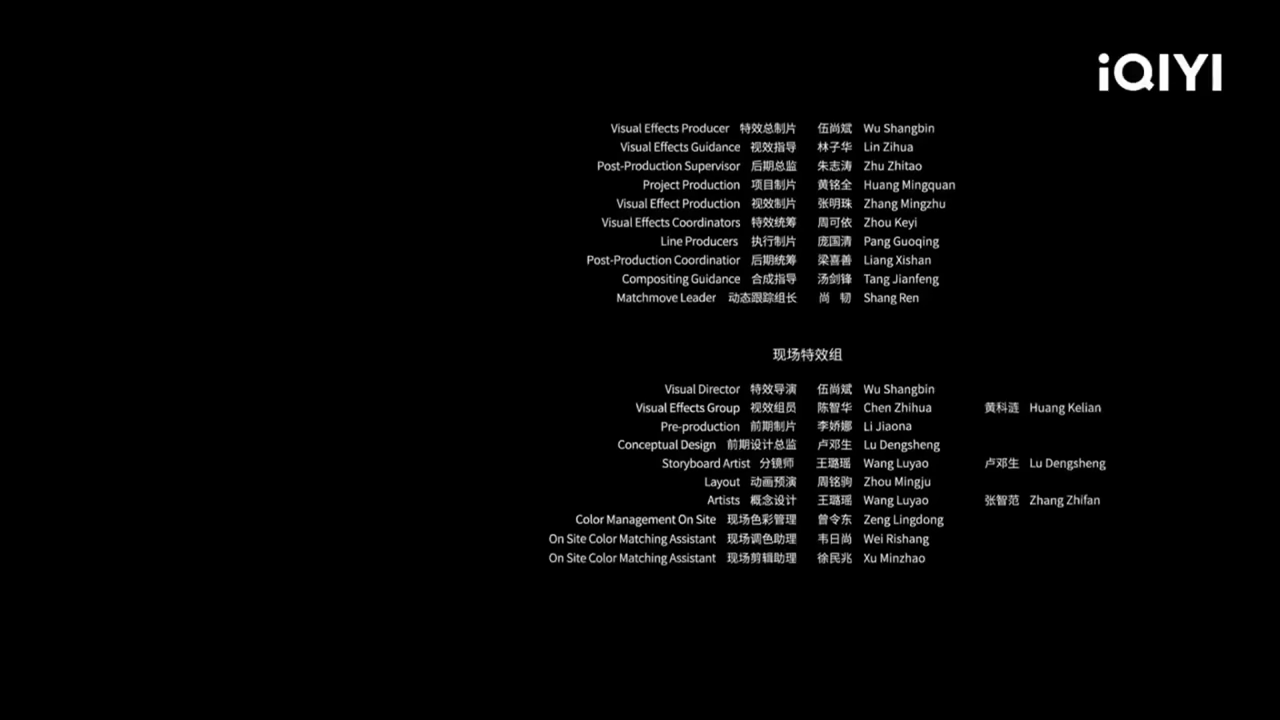 iQIYI
Visual Effects Producer 特效总制片 伍尚斌 Wu Shangbin
Visual Effects Guidance 视效指导 林子华 Lin Zihua
Post-Production Supervisor 后期总监 朱志涛 Zhu Zhitao
Project Production 项目制片 黄铭全 Huang Mingquan
Visual Effect Production 视效制片 张明珠 Zhang Mingzhu
Visual Effects Coordinators 特效统筹 周可依 Zhou Keyi
Line Producers 执行制片 庞国清 Pang Guoqing
Post-Production Coordinatior 后期统筹 梁喜善 Liang Xishan
Compositing Guidance 合成指导 汤剑锋 Tang Jianfeng
Matchmove Leader 动态跟踪组长 尚 韧 Shang Ren
现场特效组
Visual Director 特效导演 伍尚斌 Wu Shangbin
Visual Effects Group 视效组员 陈智华 Chen Zhihua 黄科涟 Huang Kelian
Pre-production 前期制片 李娇娜 Li Jiaona
Conceptual Design 前期设计总监 卢邓生 Lu Dengsheng
Storyboard Artist 分镜师 王璐瑶 Wang Luyao 卢邓生 Lu Dengsheng
Layout 动画预演 周铭驹 Zhou Mingju
Artists 概念设计 王璐瑶 Wang Luyao 张智范 Zhang Zhifan
Color Management On Site 现场色彩管理 曾令东 Zeng Lingdong
On Site Color Matching Assistant 现场调色助理 韦日尚 Wei Rishang
On Site Color Matching Assistant 现场剪辑助理 徐民兆 Xu Minzhao